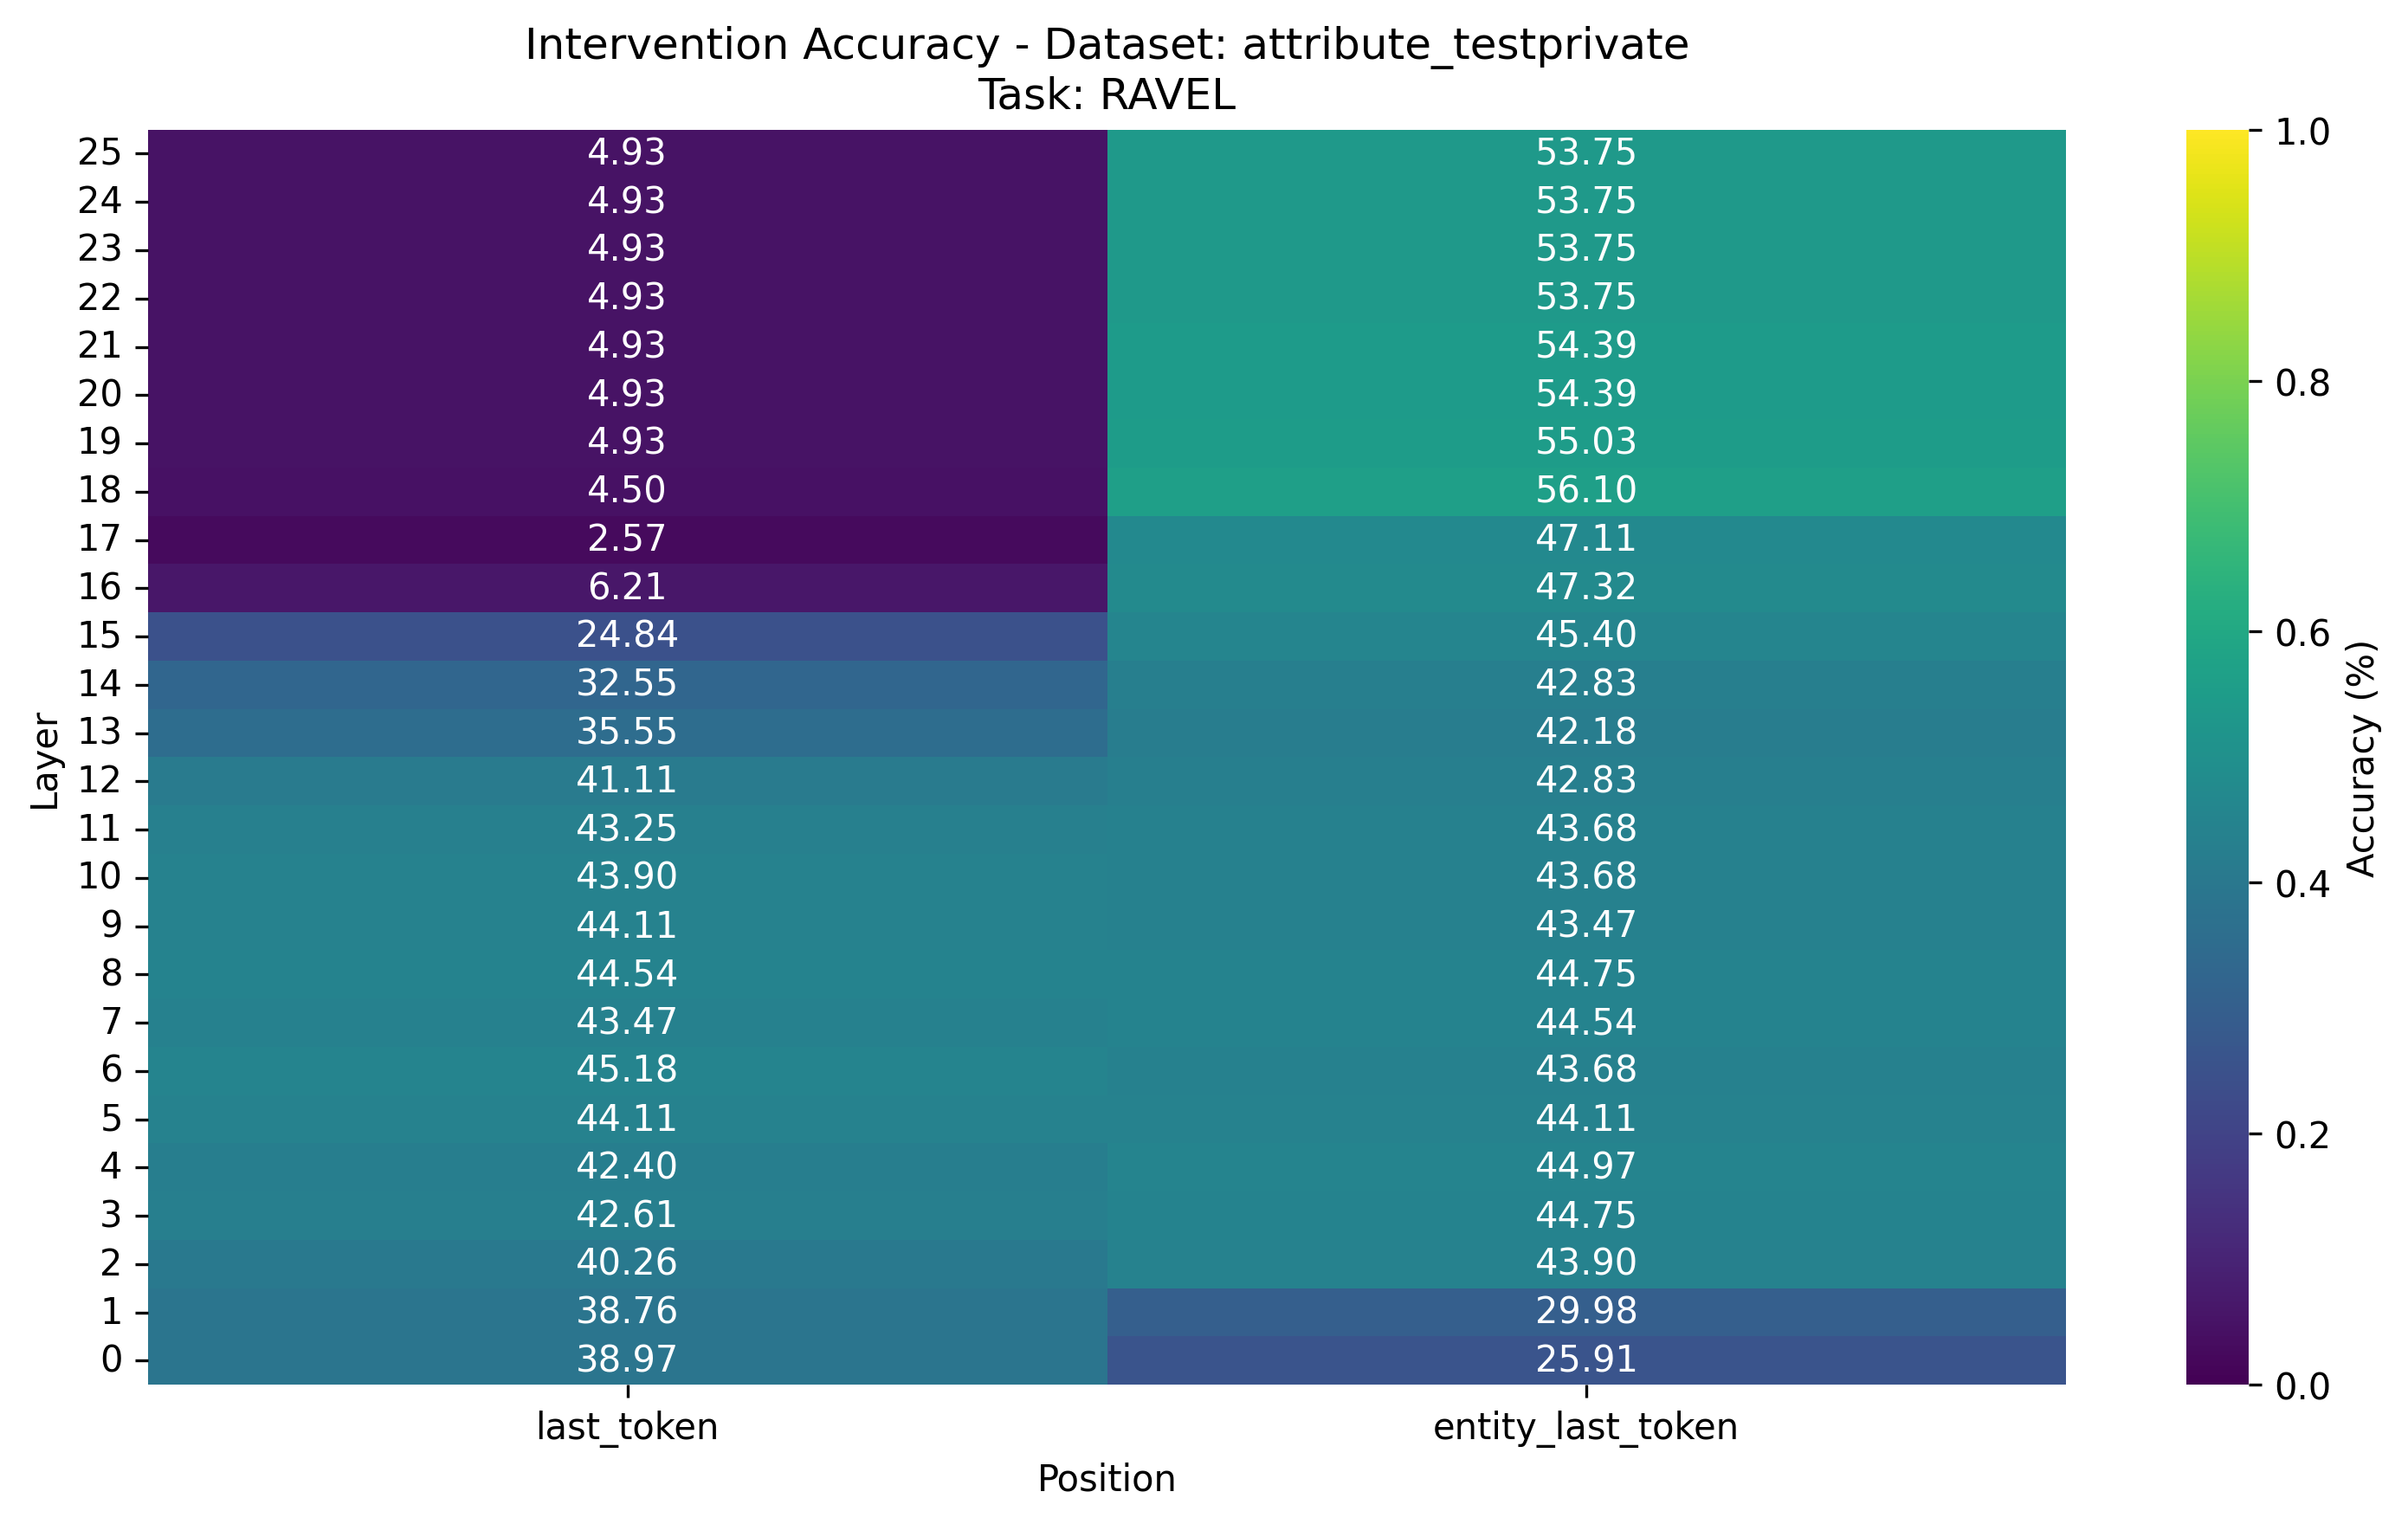 Intervention Accuracy - Dataset: attribute_testprivate
Task: RAVEL
25 4.93 53.75
24 4.93 53.75
23 4.93 53.75
22 4.93 53.75
21 4.93 54.39
20 4.93 54.39
19 4.93 55.03
18 4.50 56.10
17 2.57 47.11
16 6.21 47.32
15 24.84 45.40
14 32.55 42.83
13 35.55 42.18
12 41.11 42.83
11 43.25 43.68
10 43.90 43.68
9 44.11 43.47
8 44.54 44.75
7 43.47 44.54
6 45.18 43.68
5 44.11 44.11
4 42.40 44.97
3 42.61 44.75
2 40.26 43.90
1 38.76 29.98
0 38.97 25.91
Layer
last_token entity_last_token
Position
1.0
0.8
0.6
0.4
0.2
0.0
Accuracy (%)